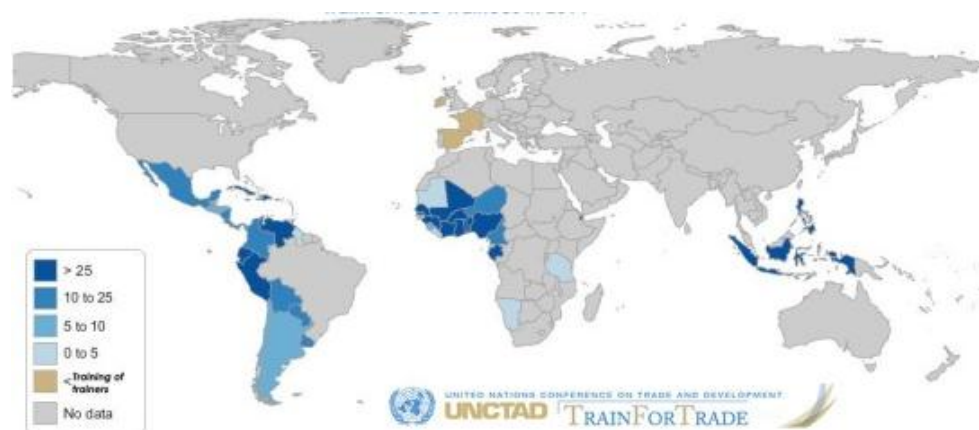 > 25
10 to 25
5 to 10
0 to 5
< Training of
trainers
No data
UNITED NATIONS CONFERENCE ON TRADE AND DEVELOPMENT
UNCTAD | TRAINFORTRADE